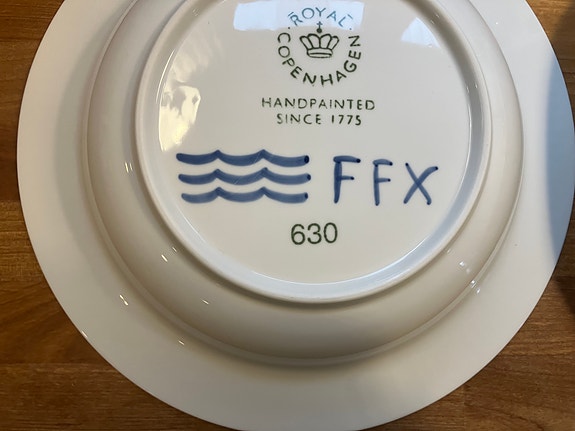 ROYAL
COPENHAGEN
HANDPAINTED
SINCE 1775
FFX
630